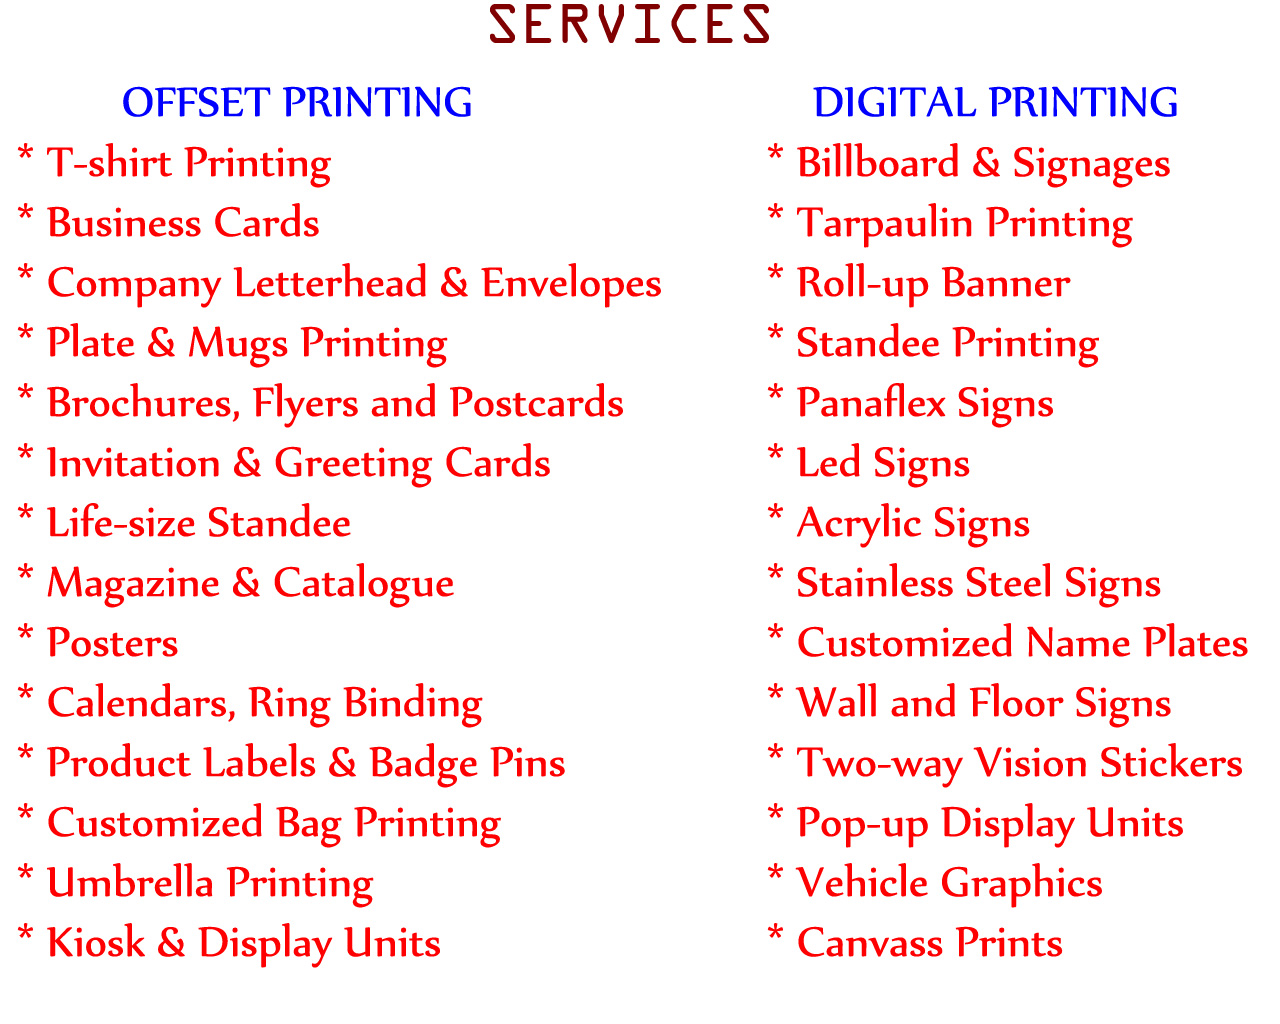 SERVICES
OFFSET PRINTING
* T-shirt Printing
* Business Cards
* Company Letterhead & Envelopes
* Plate & Mugs Printing
* Brochures, Flyers and Postcards
* Invitation & Greeting Cards
* Life-size Standee
* Magazine & Catalogue
* Posters
* Calendars, Ring Binding
* Product Labels & Badge Pins
* Customized Bag Printing
* Umbrella Printing
* Kiosk & Display Units
DIGITAL PRINTING
* Billboard & Signages
* Tarpaulin Printing
* Roll-up Banner
* Standee Printing
* Panaflex Signs
* Led Signs
* Acrylic Signs
* Stainless Steel Signs
* Customized Name Plates
* Wall and Floor Signs
* Two-way Vision Stickers
* Pop-up Display Units
* Vehicle Graphics
* Canvass Prints